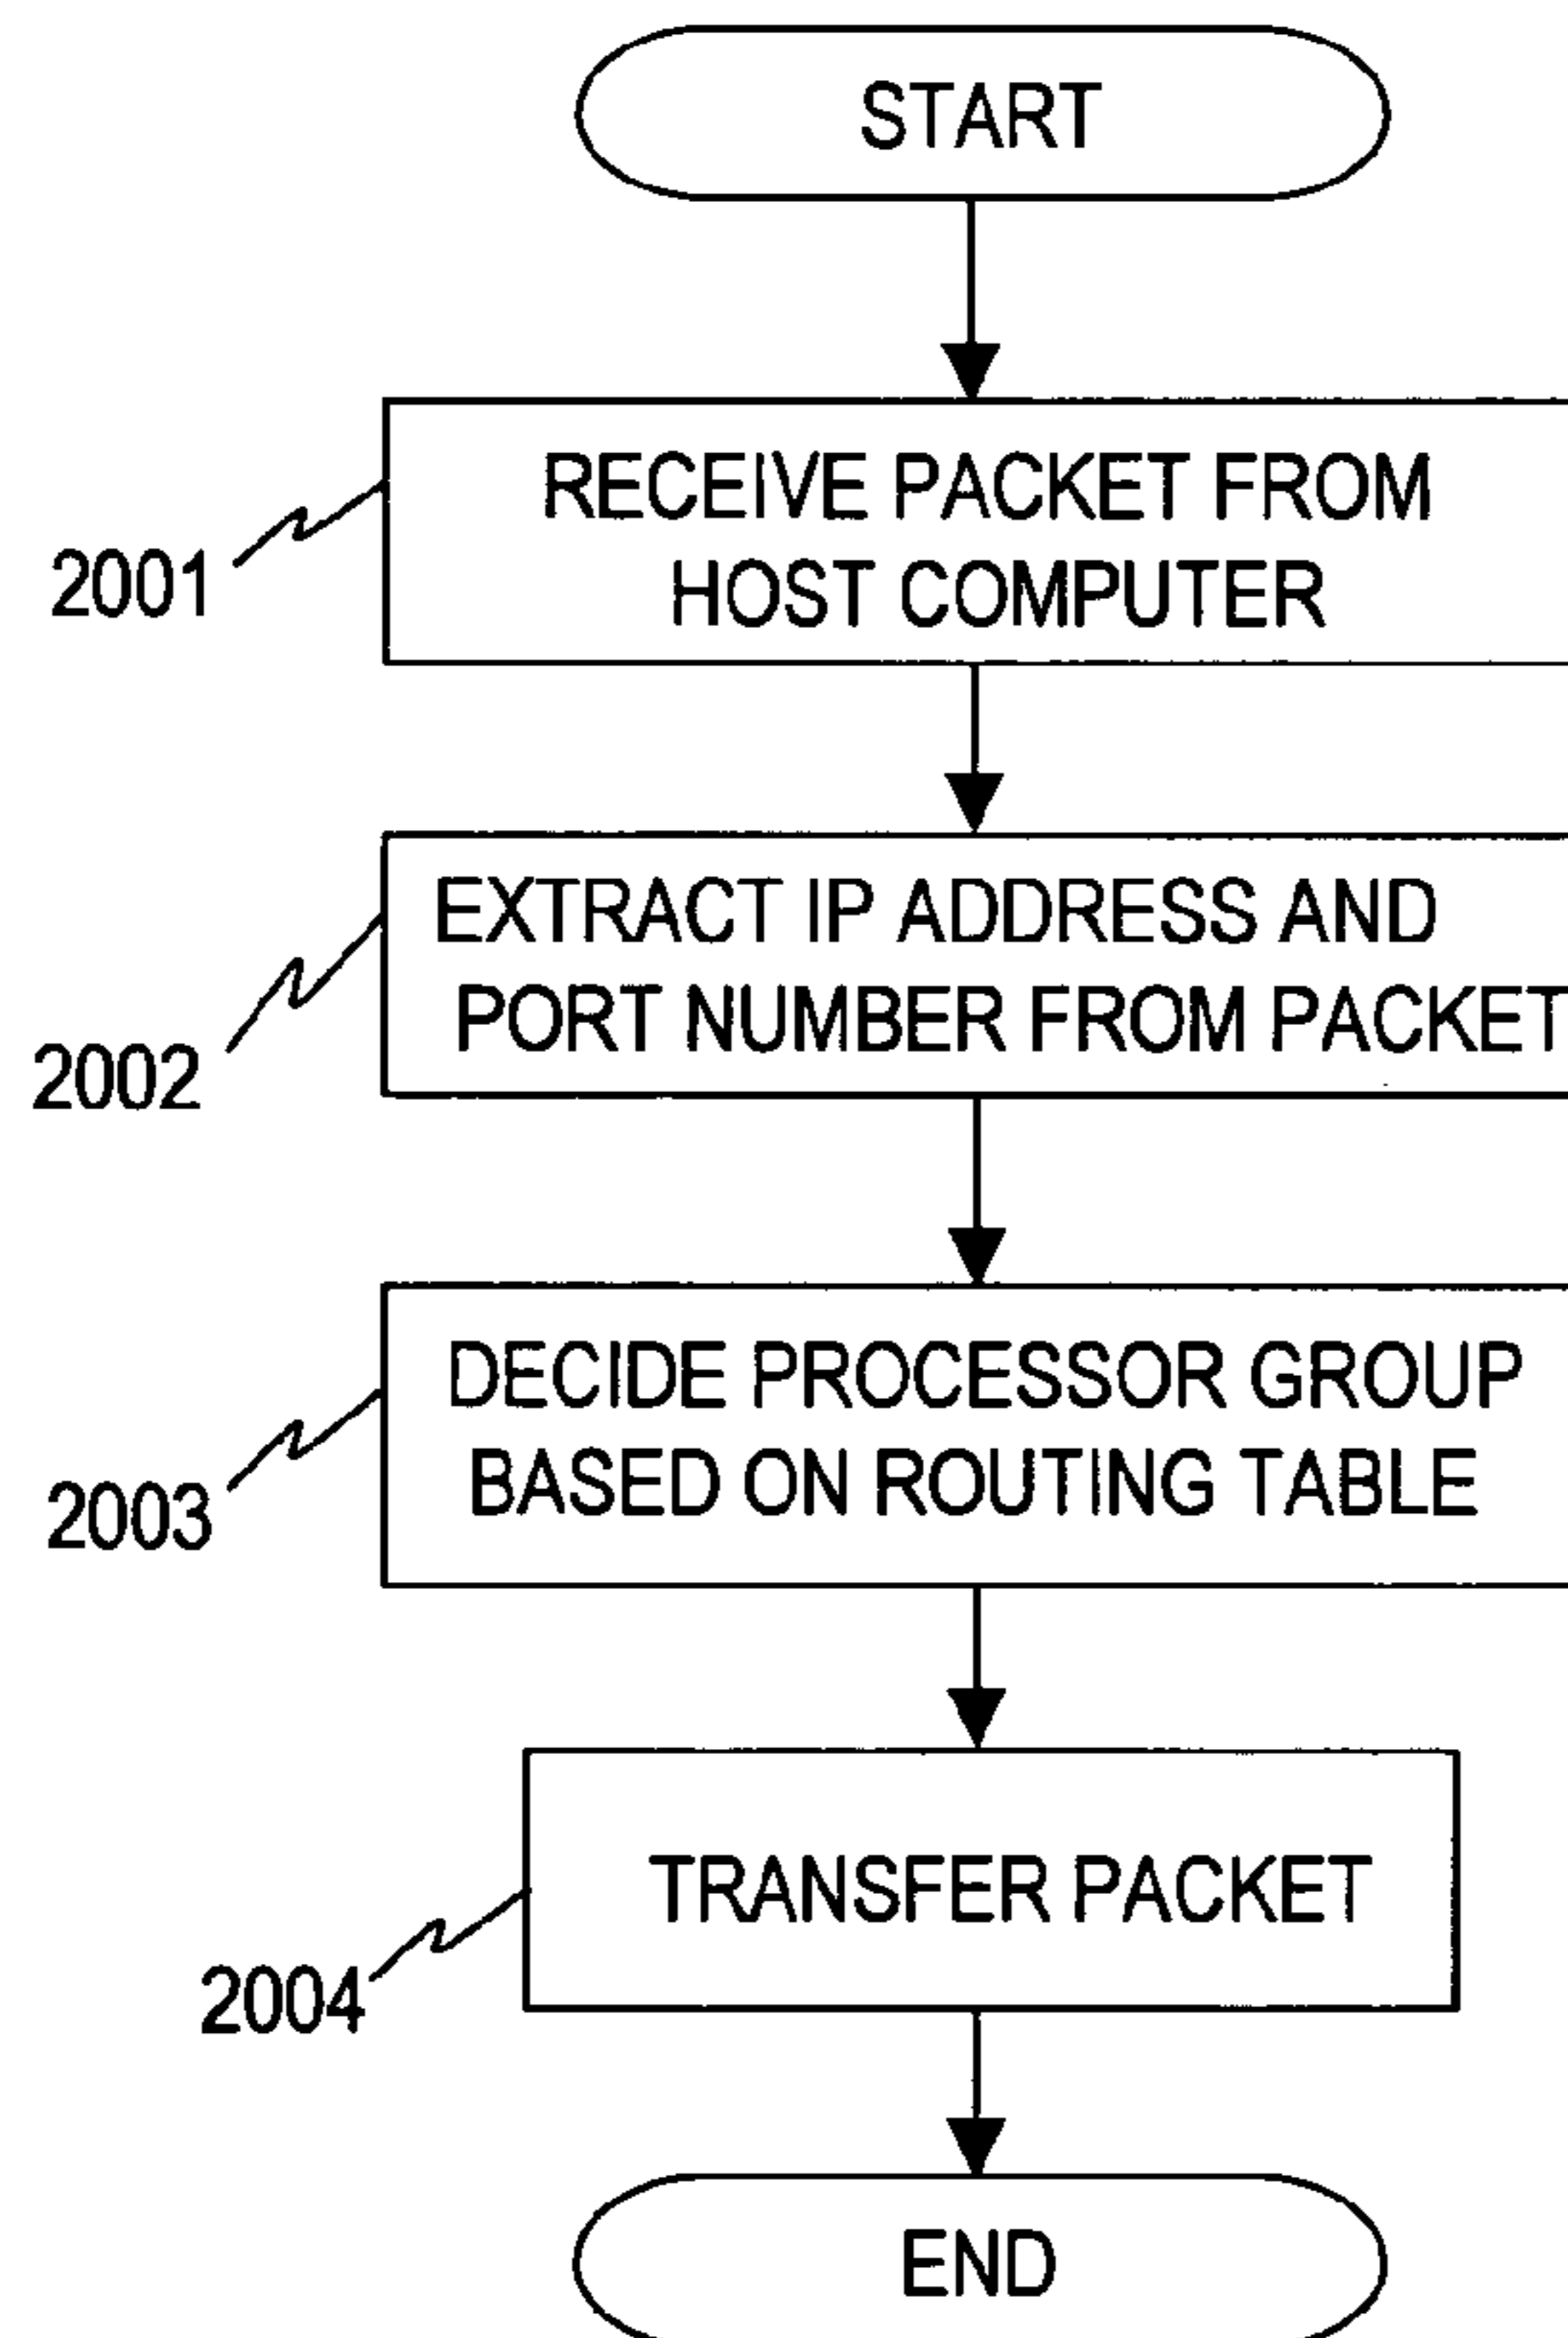 START
RECEIVE PACKET FROM
HOST COMPUTER
2001
EXTRACT IP ADDRESS AND
PORT NUMBER FROM PACKET
2002
DECIDE PROCESSOR GROUP
BASED ON ROUTING TABLE
2003
TRANSFER PACKET
2004
END